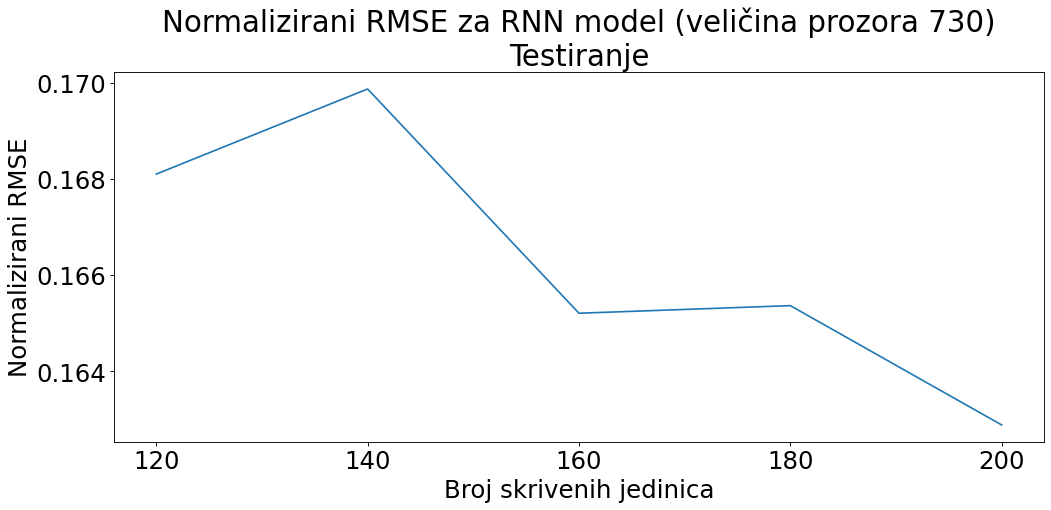 Normalizirani RMSE za RNN model (veličina prozora 730)
Testiranje
Normalizirani RMSE
0.170
0.168
0.166
0.164
120 140 160 180 200
Broj skrivenih jedinica